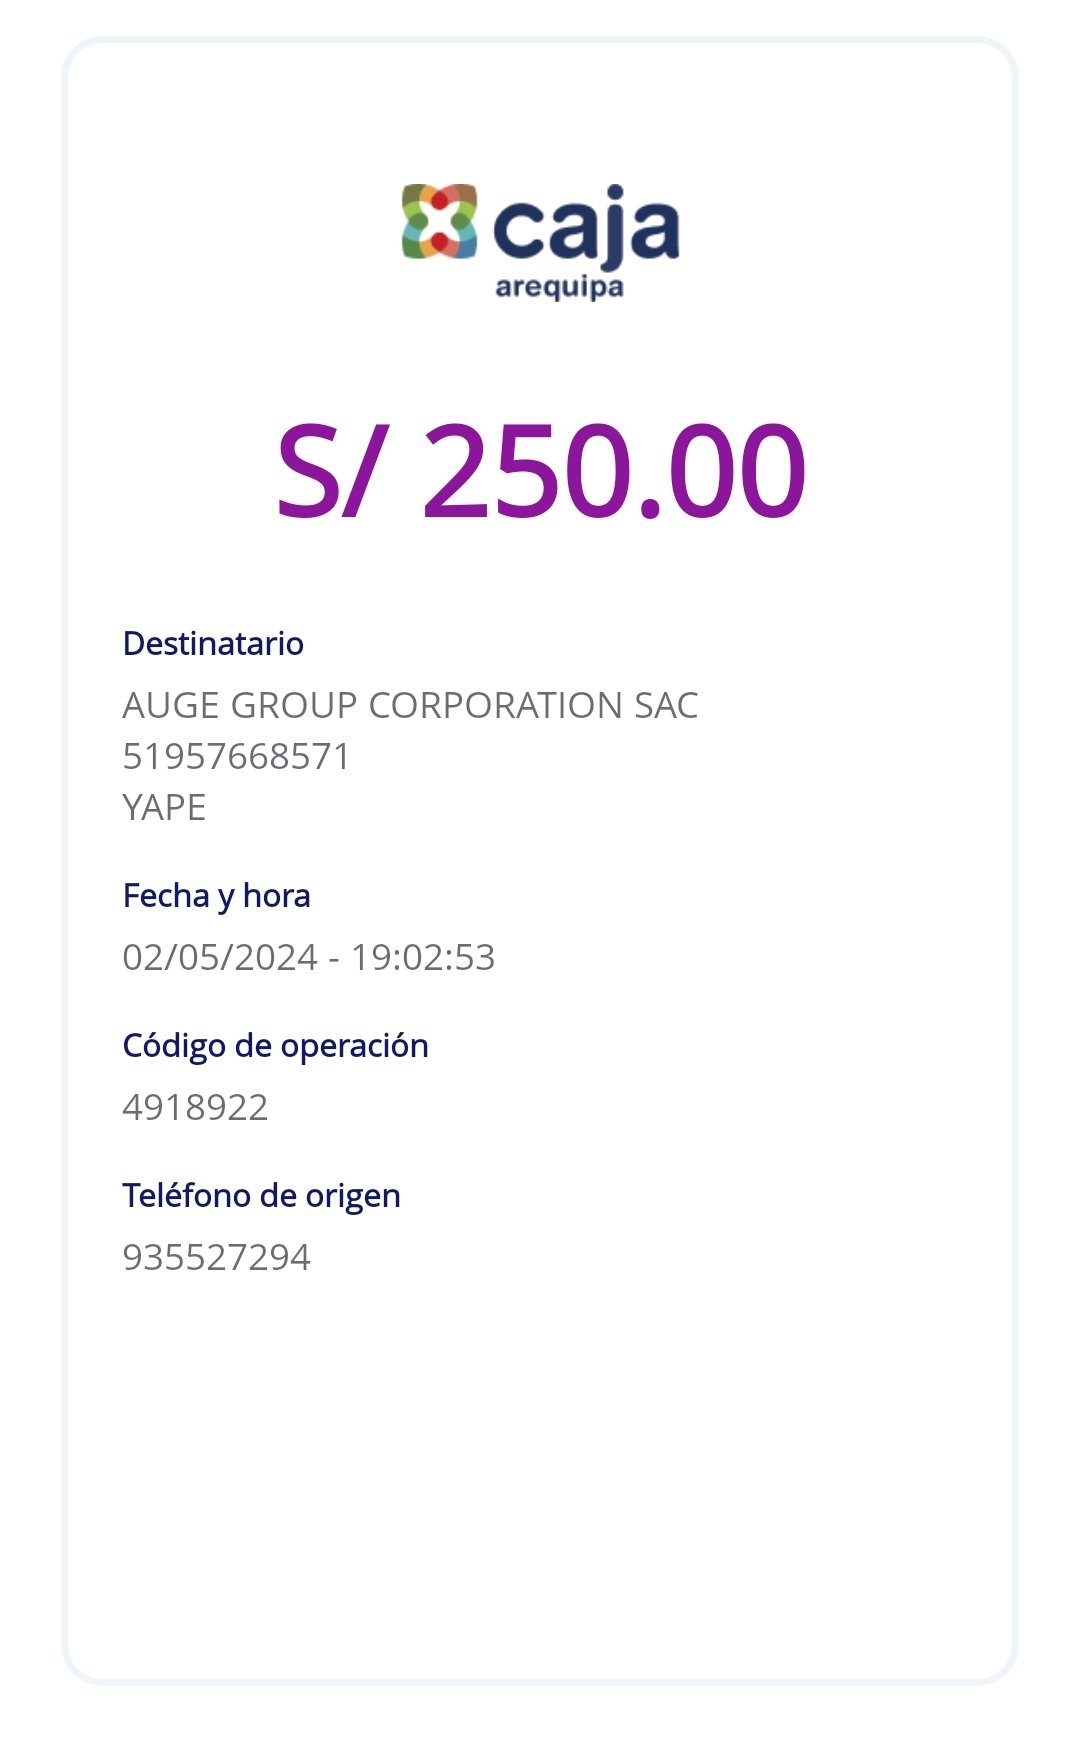 caja
arequipa
S/ 250.00
Destinatario
AUGE GROUP CORPORATION SAC
51957668571
YAPE
Fecha y hora
02/05/2024 - 19:02:53
Código de operación
4918922
Teléfono de origen
935527294